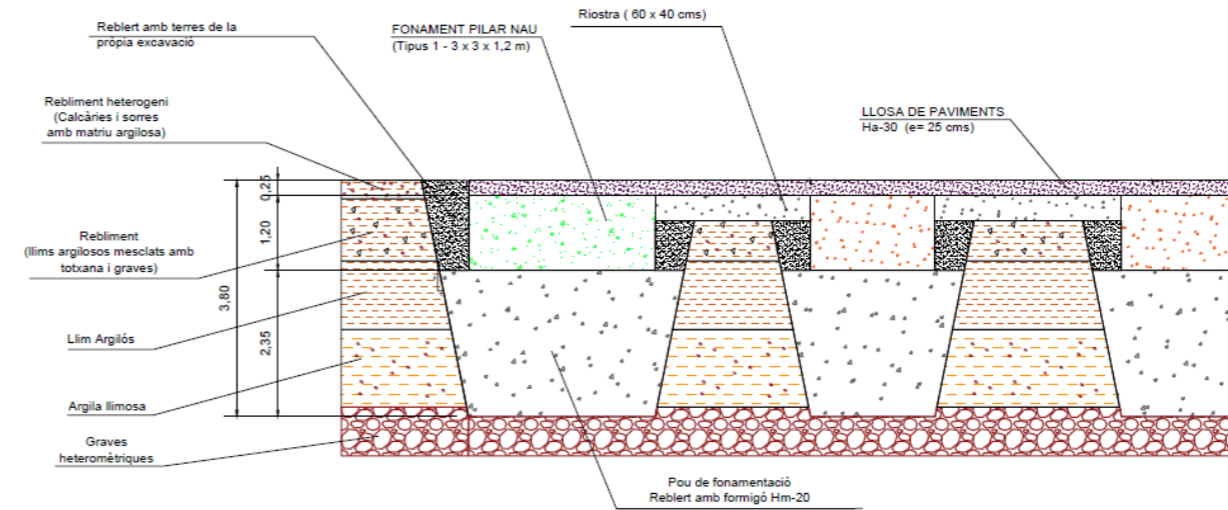 Riostra ( 60 x 40 cms)
Reblert amb terres de la
pròpia excavació
FONAMENT PILAR NAU
(Tipus 1 - 3 x 3 x 1,2 m)
Rebliment heterogeni
(Calcàries i sorres
amb matriu argilosa)
LLOSA DE PAVIMENTS
Ha-30 (e= 25 cms)
0,25
1,20
Rebliment
(llims argilosos mesclats amb
totxana i graves)
3,80
2,35
Llim Argilós
Argila llimosa
Graves
heteromètriques
Pou de fonamentació
Reblert amb formigó Hm-20